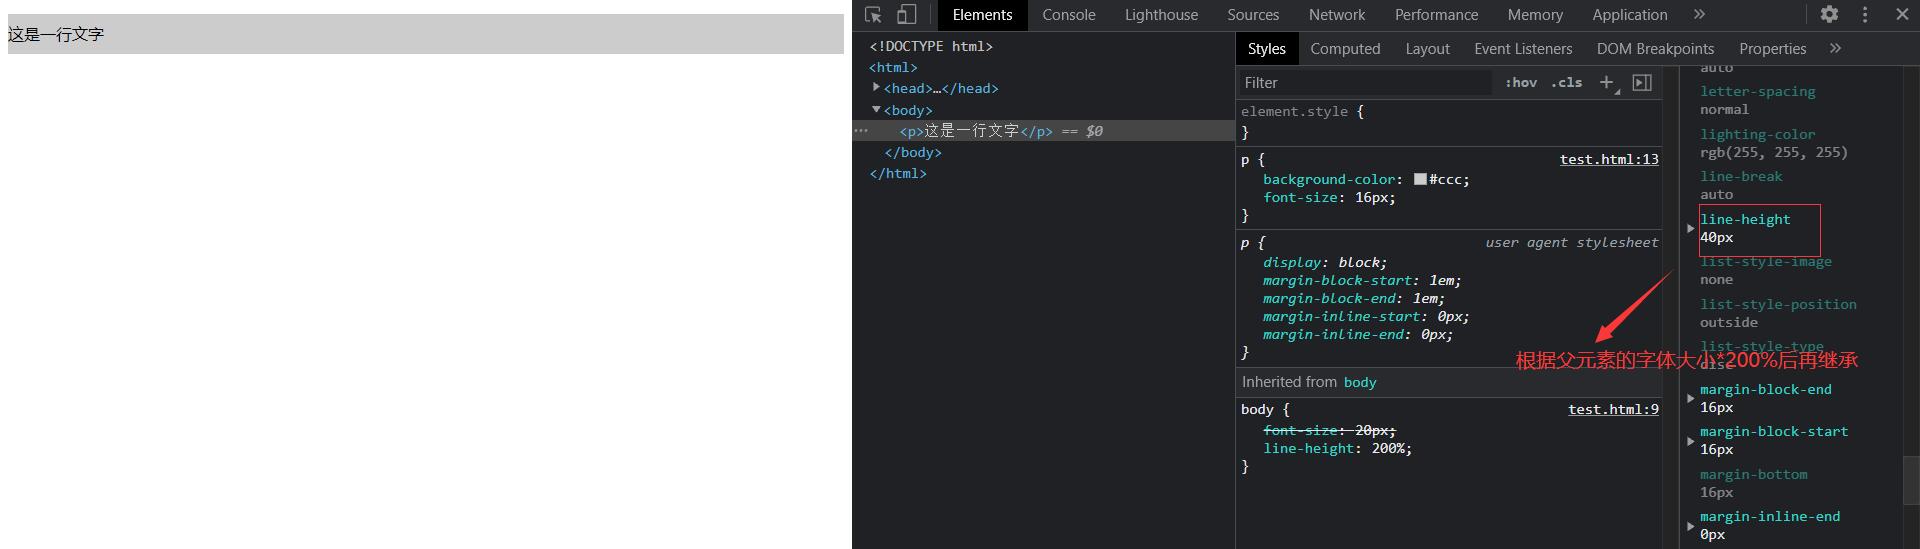 这是一行文字
Elements Console Lighthouse Sources Network Performance Memory Application »
<!DOCTYPE html>
<html>
<head>…</head>
<body>
<p>这是一行文字</p> == $0
</body>
</html>
Styles Computed Layout Event Listeners DOM Breakpoints Properties »
Filter :hov .cls +
element.style {
}
p { test.html:13
background-color: #ccc;
font-size: 16px;
}
p { user agent stylesheet
display: block;
margin-block-start: 1em;
margin-block-end: 1em;
margin-inline-start: 0px;
margin-inline-end: 0px;
}
Inherited from body
body { test.html:9
font-size: 20px;
line-height: 200%;
}
auto
letter-spacing
normal
lighting-color
rgb(255, 255, 255)
line-break
auto
line-height
40px
list-style-image
none
list-style-position
outside
list-style-type
根据父元素的字体大小*200%后再继承
disc
margin-block-end
16px
margin-block-start
16px
margin-bottom
16px
margin-inline-end
0px